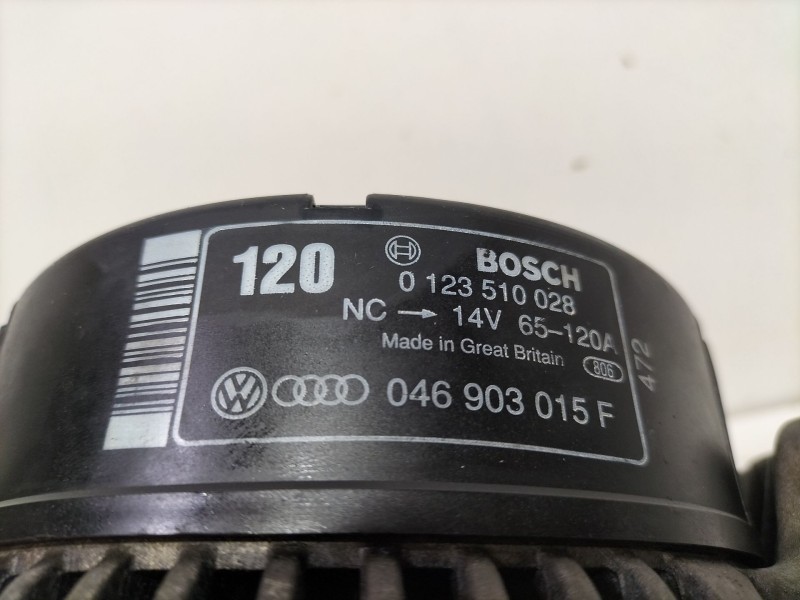 120
BOSCH
0 123 510 028
NC → 14V 65-120A
Made in Great Britain 806
472
046 903 015 F